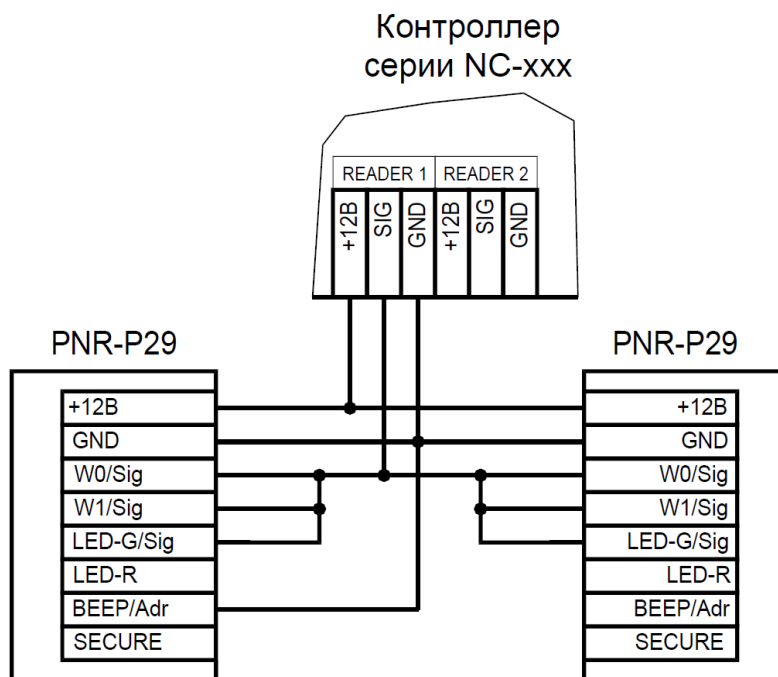 Контроллер
серии NC-xxx
READER 1 READER 2
+12В SIG GND +12В SIG GND
PNR-P29
+12В
GND
W0/Sig
W1/Sig
LED-G/Sig
LED-R
BEEP/Adr
SECURE
PNR-P29
+12В
GND
W0/Sig
W1/Sig
LED-G/Sig
LED-R
BEEP/Adr
SECURE